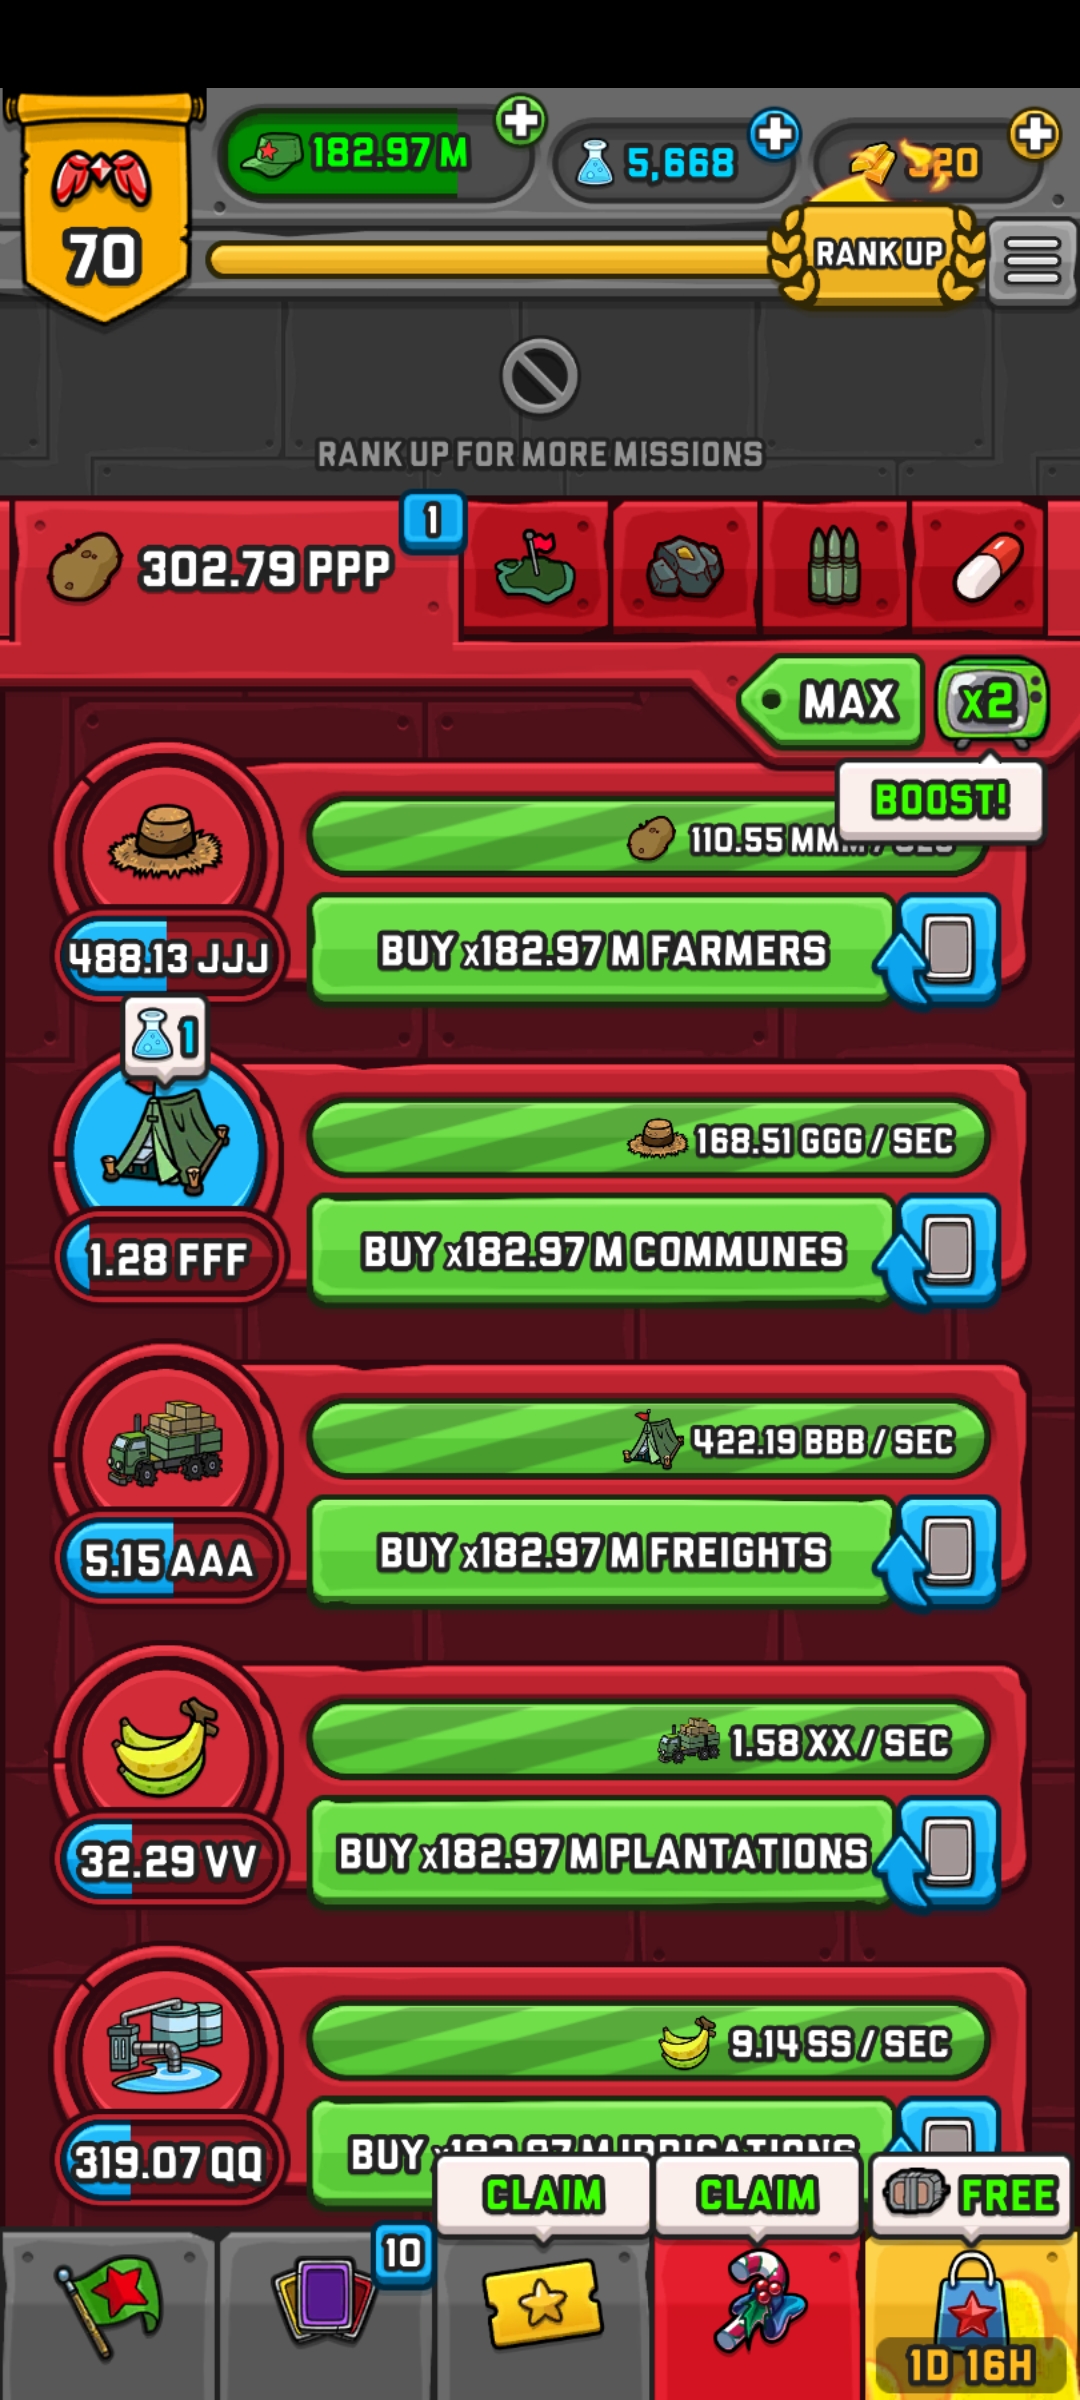 182.97 M
5,668
320
70
RANK UP
RANK UP FOR MORE MISSIONS
1
302.79 PPP
MAX
x2
BOOST!
110.55
488.13 JJJ
BUY x182.97 M FARMERS
1
168.51 GGG / SEC
1.28 FFF
BUY x182.97 M COMMUNES
422.19 BBB / SEC
5.15 AAA
BUY x182.97 M FREIGHTS
1.58 XX / SEC
32.29 VV
BUY x182.97 M PLANTATIONS
9.14 SS / SEC
319.07 QQ
BUY x182.97 M IRRIGATIONS
CLAIM
CLAIM
FREE
10
1D 16H